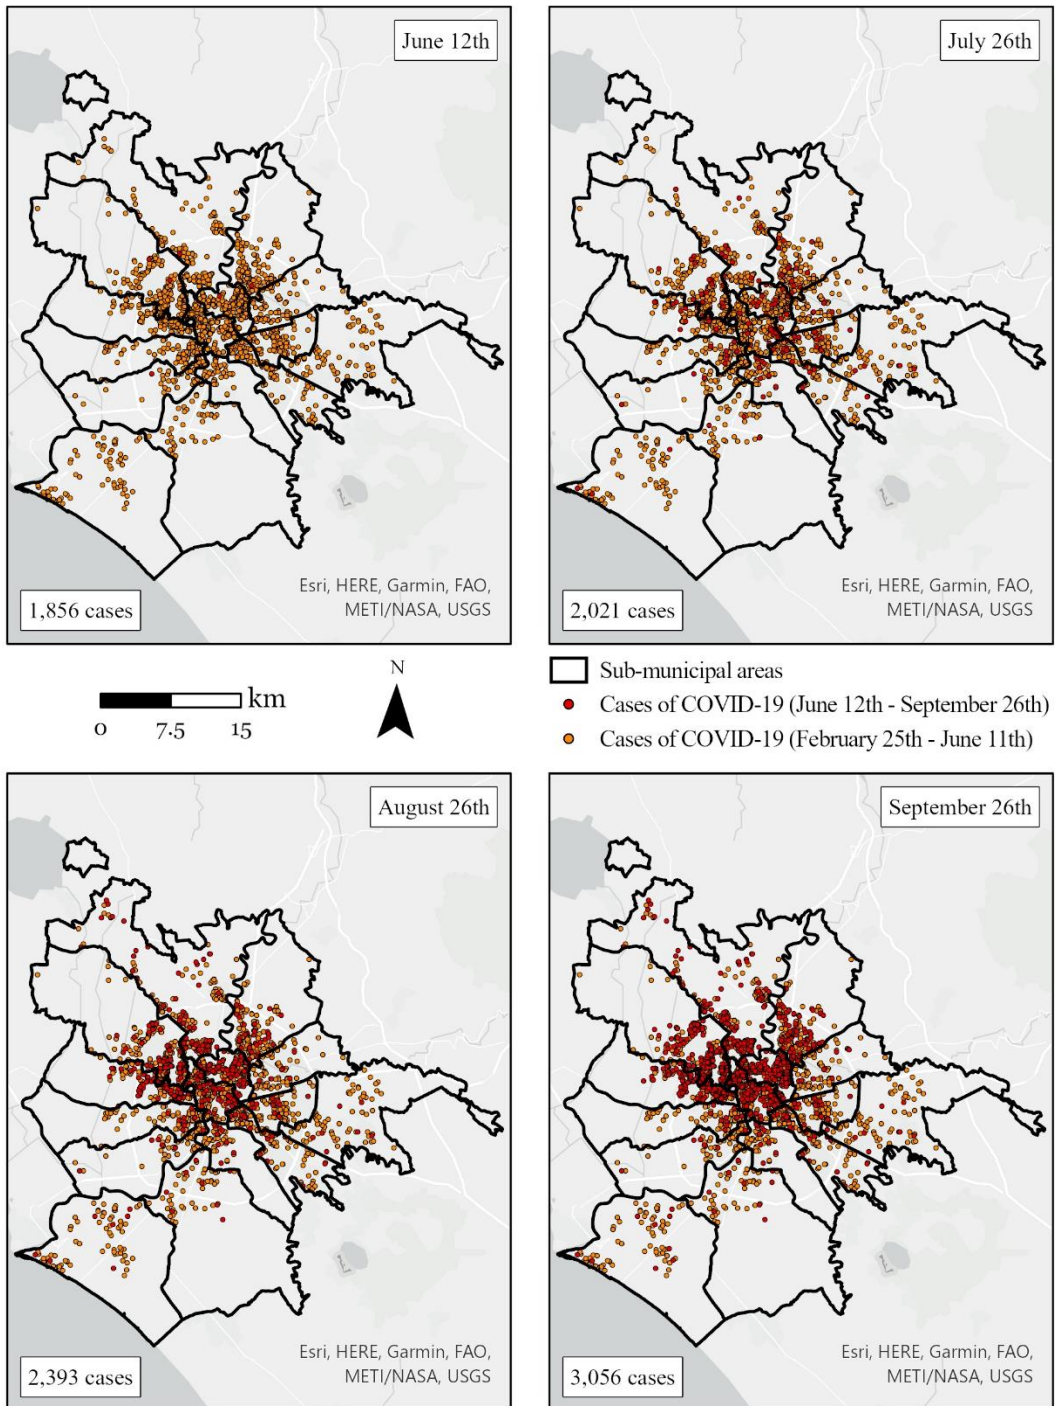 June 12th
July 26th
Esri, HERE, Garmin, FAO,
METI/NASA, USGS
1,856 cases
Esri, HERE, Garmin, FAO,
METI/NASA, USGS
2,021 cases
km
0 7.5 15
N
Sub-municipal areas
Cases of COVID-19 (June 12th - September 26th)
Cases of COVID-19 (February 25th - June 11th)
August 26th
September 26th
Esri, HERE, Garmin, FAO,
METI/NASA, USGS
2,393 cases
Esri, HERE, Garmin, FAO,
METI/NASA, USGS
3,056 cases